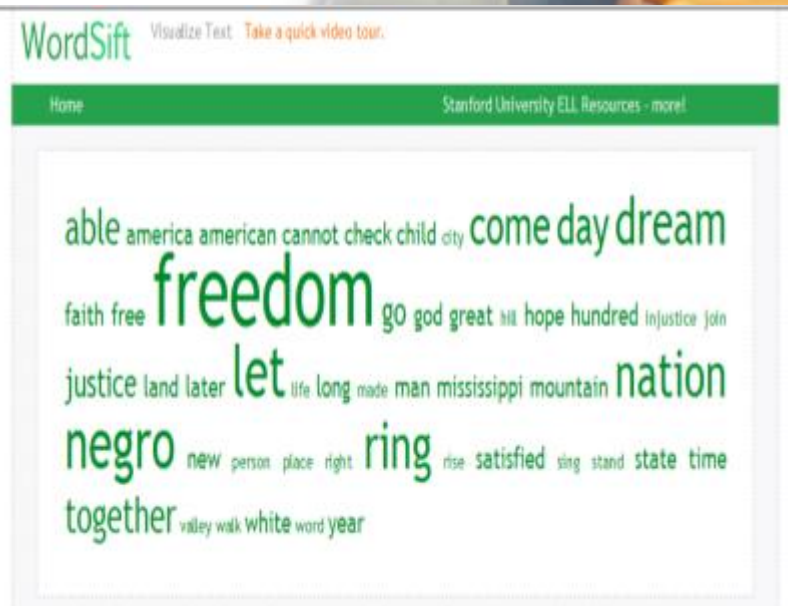 WordSift Visualize Text Take a quick video tour.
Home Stanford University ELL Resources - more!
able america american cannot check child city come day dream
faith free freedom go god great hill hope hundred injustice join
justice land later let life long made man mississippi mountain nation
negro new person place right ring rise satisfied sing stand state time
together valley walk white word year